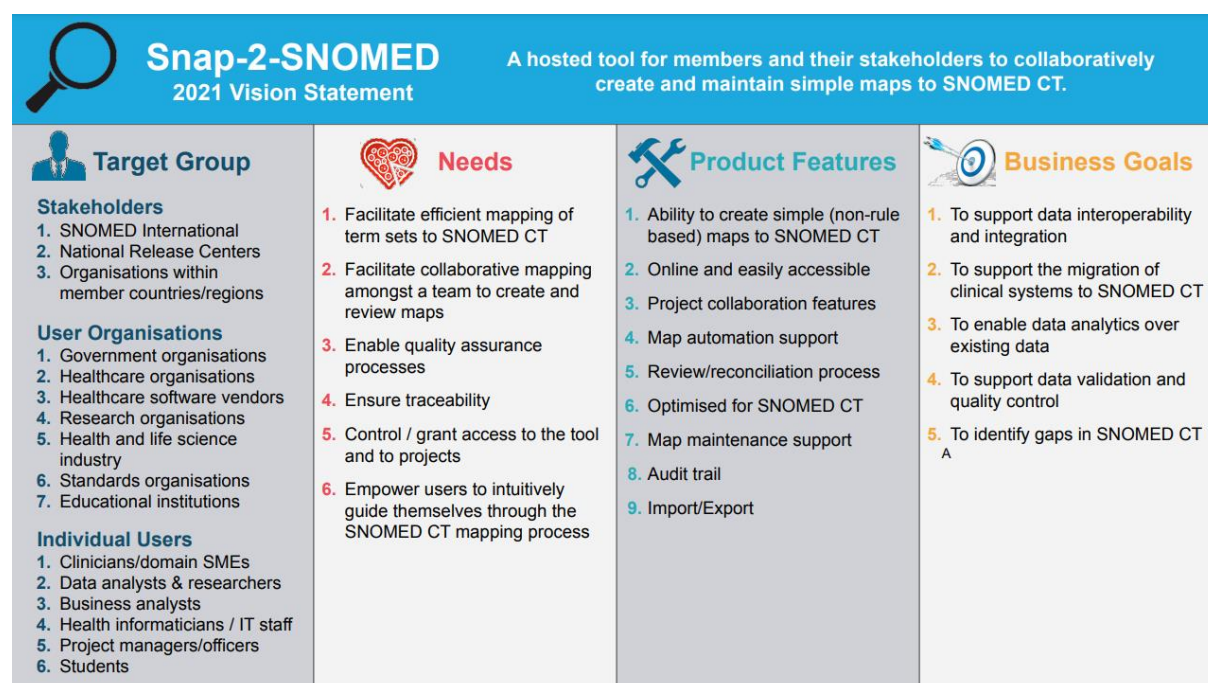 Snap-2-SNOMED
2021 Vision Statement
A hosted tool for members and their stakeholders to collaboratively
create and maintain simple maps to SNOMED CT.
Target Group
Stakeholders
1. SNOMED International
2. National Release Centers
3. Organisations within
member countries/regions
User Organisations
1. Government organisations
2. Healthcare organisations
3. Healthcare software vendors
4. Research organisations
5. Health and life science
industry
6. Standards organisations
7. Educational institutions
Individual Users
1. Clinicians/domain SMEs
2. Data analysts & researchers
3. Business analysts
4. Health informaticians / IT staff
5. Project managers/officers
6. Students
Needs
1. Facilitate efficient mapping of
term sets to SNOMED CT
2. Facilitate collaborative mapping
amongst a team to create and
review maps
3. Enable quality assurance
processes
4. Ensure traceability
5. Control / grant access to the tool
and to projects
6. Empower users to intuitively
guide themselves through the
SNOMED CT mapping process
Product Features
1. Ability to create simple (non-rule
based) maps to SNOMED CT
2. Online and easily accessible
3. Project collaboration features
4. Map automation support
5. Review/reconciliation process
6. Optimised for SNOMED CT
7. Map maintenance support
8. Audit trail
9. Import/Export
Business Goals
1. To support data interoperability
and integration
2. To support the migration of
clinical systems to SNOMED CT
3. To enable data analytics over
existing data
4. To support data validation and
quality control
5. To identify gaps in SNOMED CT
A